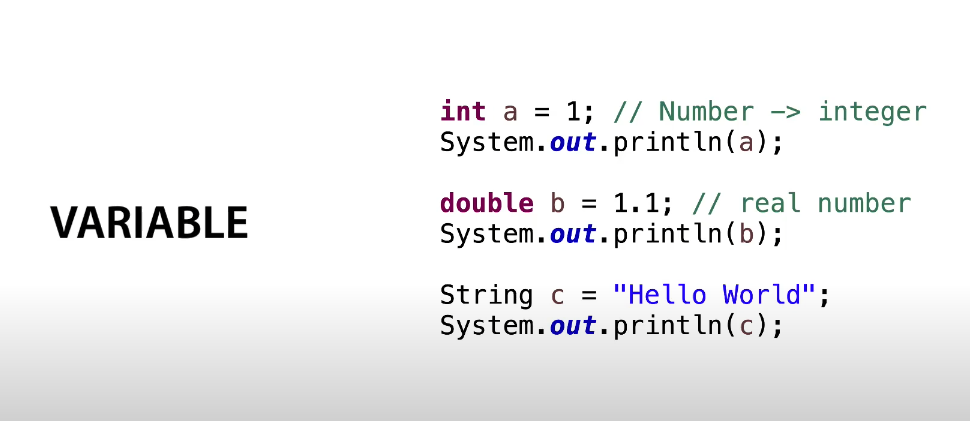 VARIABLE
int a = 1; // Number -> integer
System.out.println(a);
double b = 1.1; // real number
System.out.println(b);
String c = "Hello World";
System.out.println(c);